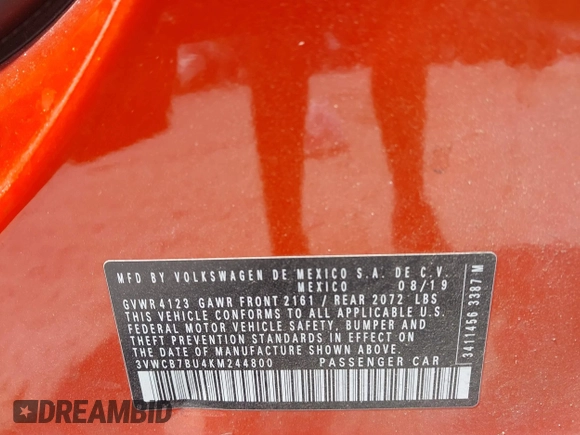 MFD BY VOLKSWAGEN DE MEXICO S.A. DE C.V.
MEXICO 08/19
GVWR 4123 GAWR FRONT 2161 / REAR 2072 LBS
THIS VEHICLE CONFORMS TO ALL APPLICABLE U.S.
FEDERAL MOTOR VEHICLE SAFETY, BUMPER AND
THEFT PREVENTION STANDARDS IN EFFECT ON
THE DATE OF MANUFACTURE SHOWN ABOVE.
3VWCB7BU4KM244800 PASSENGER CAR
3411456 3387 M
DREAMBID